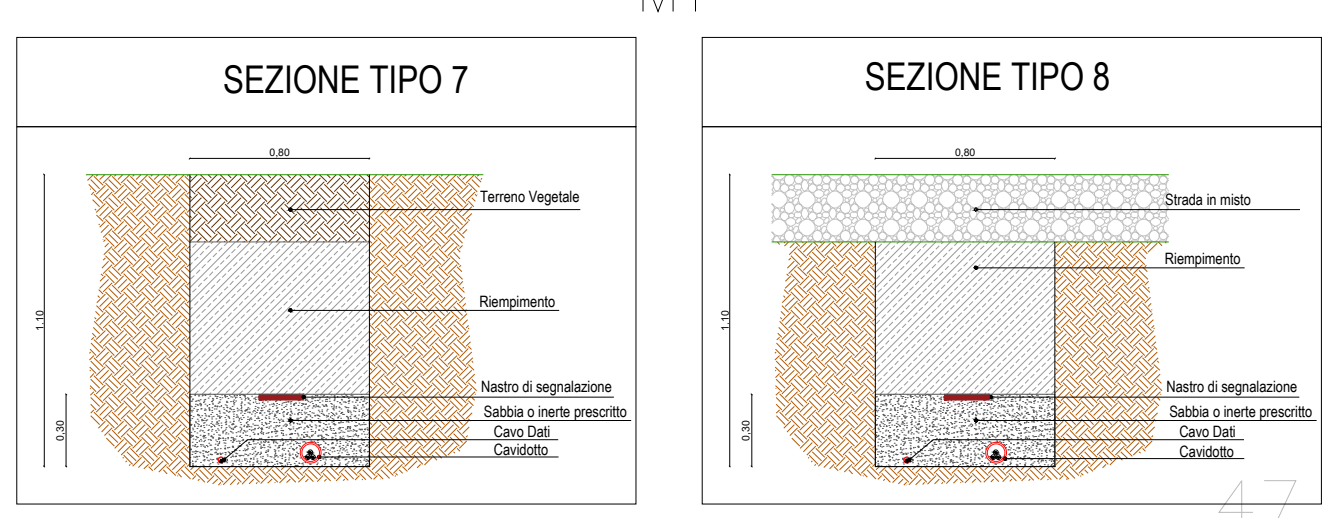 SEZIONE TIPO 7
0,80
1,10
0,30
Terreno Vegetale
Riempimento
Nastro di segnalazione
Sabbia o inerte prescritto
Cavo Dati
Cavidotto
SEZIONE TIPO 8
0,80
1,10
0,30
Strada in misto
Riempimento
Nastro di segnalazione
Sabbia o inerte prescritto
Cavo Dati
Cavidotto
47